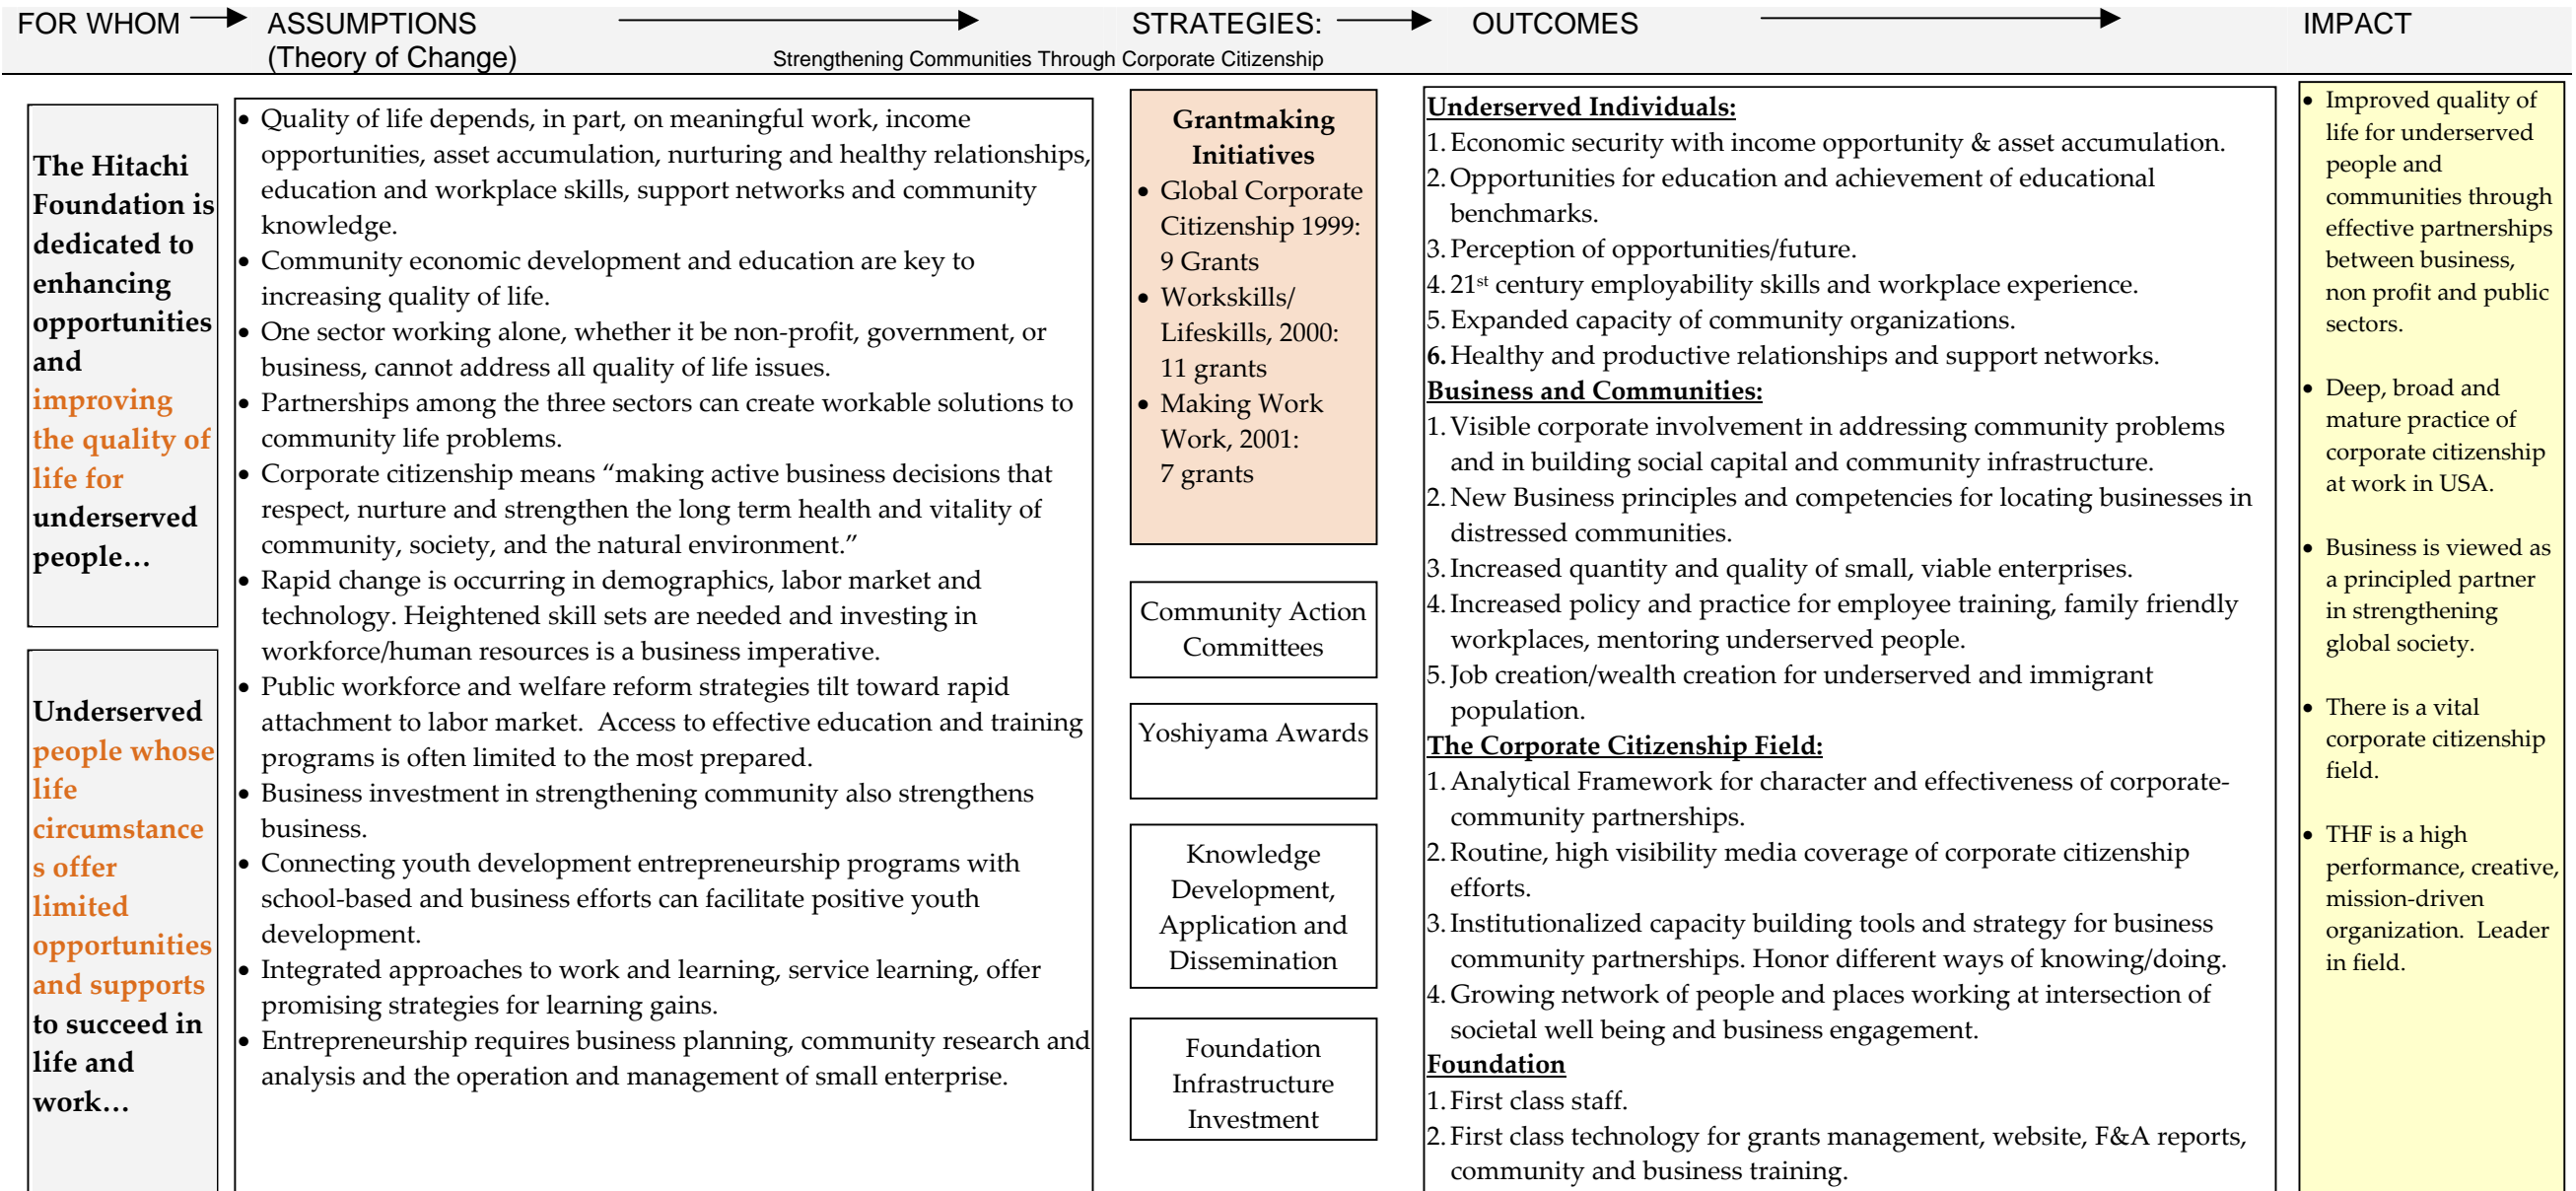 FOR WHOM
ASSUMPTIONS
(Theory of Change)
STRATEGIES:
Strengthening Communities Through Corporate Citizenship
OUTCOMES
IMPACT
The Hitachi
Foundation is
dedicated to
enhancing
opportunities
and
improving
the quality of
life for
underserved
people…
Underserved
people whose
life
circumstance
s offer
limited
opportunities
and supports
to succeed in
life and
work…
• Quality of life depends, in part, on meaningful work, income
opportunities, asset accumulation, nurturing and healthy relationships,
education and workplace skills, support networks and community
knowledge.
• Community economic development and education are key to
increasing quality of life.
• One sector working alone, whether it be non-profit, government, or
business, cannot address all quality of life issues.
• Partnerships among the three sectors can create workable solutions to
community life problems.
• Corporate citizenship means “making active business decisions that
respect, nurture and strengthen the long term health and vitality of
community, society, and the natural environment.”
• Rapid change is occurring in demographics, labor market and
technology. Heightened skill sets are needed and investing in
workforce/human resources is a business imperative.
• Public workforce and welfare reform strategies tilt toward rapid
attachment to labor market.  Access to effective education and training
programs is often limited to the most prepared.
• Business investment in strengthening community also strengthens
business.
• Connecting youth development entrepreneurship programs with
school-based and business efforts can facilitate positive youth
development.
• Integrated approaches to work and learning, service learning, offer
promising strategies for learning gains.
• Entrepreneurship requires business planning, community research and
analysis and the operation and management of small enterprise.
Grantmaking
Initiatives
• Global Corporate
Citizenship 1999:
9 Grants
• Workskills/
Lifeskills, 2000:
11 grants
• Making Work
Work, 2001:
7 grants
Community Action
Committees
Yoshiyama Awards
Knowledge
Development,
Application and
Dissemination
Foundation
Infrastructure
Investment
Underserved Individuals:
1. Economic security with income opportunity & asset accumulation.
2. Opportunities for education and achievement of educational
benchmarks.
3. Perception of opportunities/future.
4. 21st century employability skills and workplace experience.
5. Expanded capacity of community organizations.
6. Healthy and productive relationships and support networks.
Business and Communities:
1. Visible corporate involvement in addressing community problems
and in building social capital and community infrastructure.
2. New Business principles and competencies for locating businesses in
distressed communities.
3. Increased quantity and quality of small, viable enterprises.
4. Increased policy and practice for employee training, family friendly
workplaces, mentoring underserved people.
5. Job creation/wealth creation for underserved and immigrant
population.
The Corporate Citizenship Field:
1. Analytical Framework for character and effectiveness of corporate-
community partnerships.
2. Routine, high visibility media coverage of corporate citizenship
efforts.
3. Institutionalized capacity building tools and strategy for business
community partnerships. Honor different ways of knowing/doing.
4. Growing network of people and places working at intersection of
societal well being and business engagement.
Foundation
1. First class staff.
2. First class technology for grants management, website, F&A reports,
community and business training.
• Improved quality of
life for underserved
people and
communities through
effective partnerships
between business,
non profit and public
sectors.
• Deep, broad and
mature practice of
corporate citizenship
at work in USA.
• Business is viewed as
a principled partner
in strengthening
global society.
• There is a vital
corporate citizenship
field.
• THF is a high
performance, creative,
mission-driven
organization.  Leader
in field.